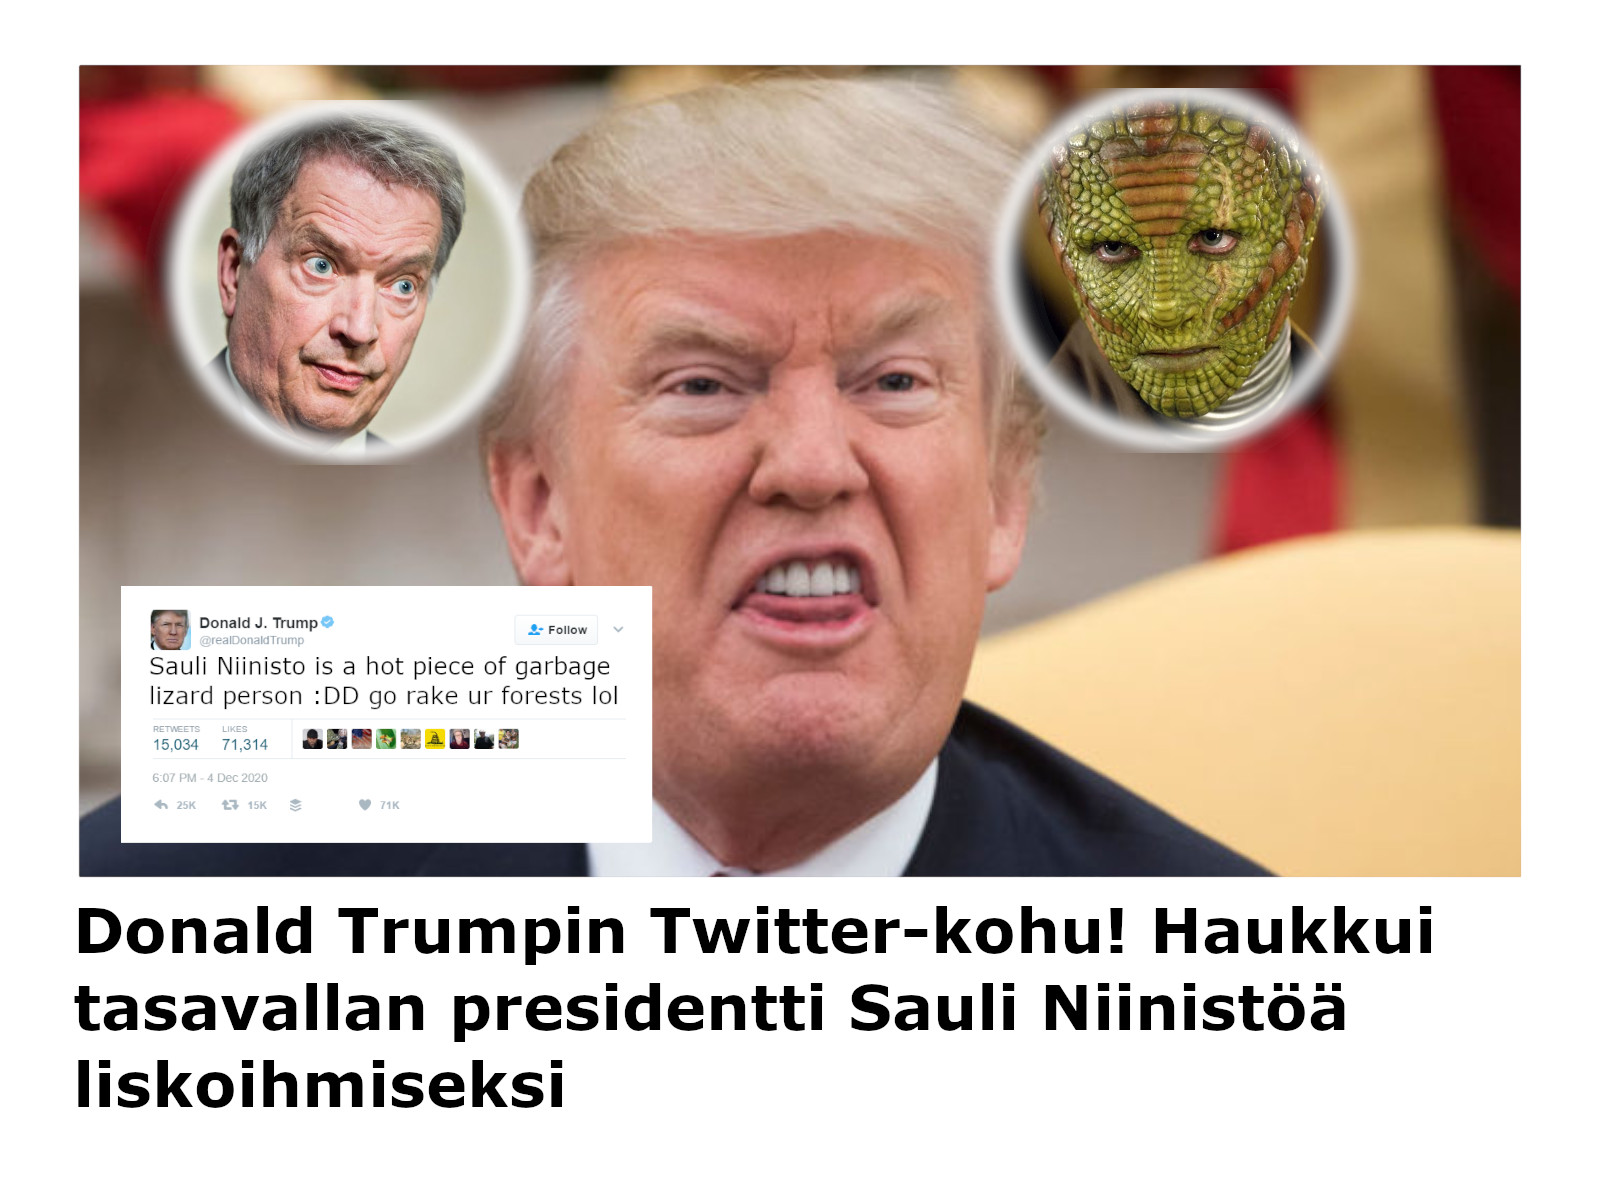 Donald J. Trump
@realDonaldTrump
Follow
Sauli Niinisto is a hot piece of garbage
lizard person :DD go rake ur forests lol
RETWEETS LIKES
15,034 71,314
6:07 PM - 4 Dec 2020
25K 15K 71K
Donald Trumpin Twitter-kohu! Haukkui
tasavallan presidentti Sauli Niinistöä
liskoihmiseksi